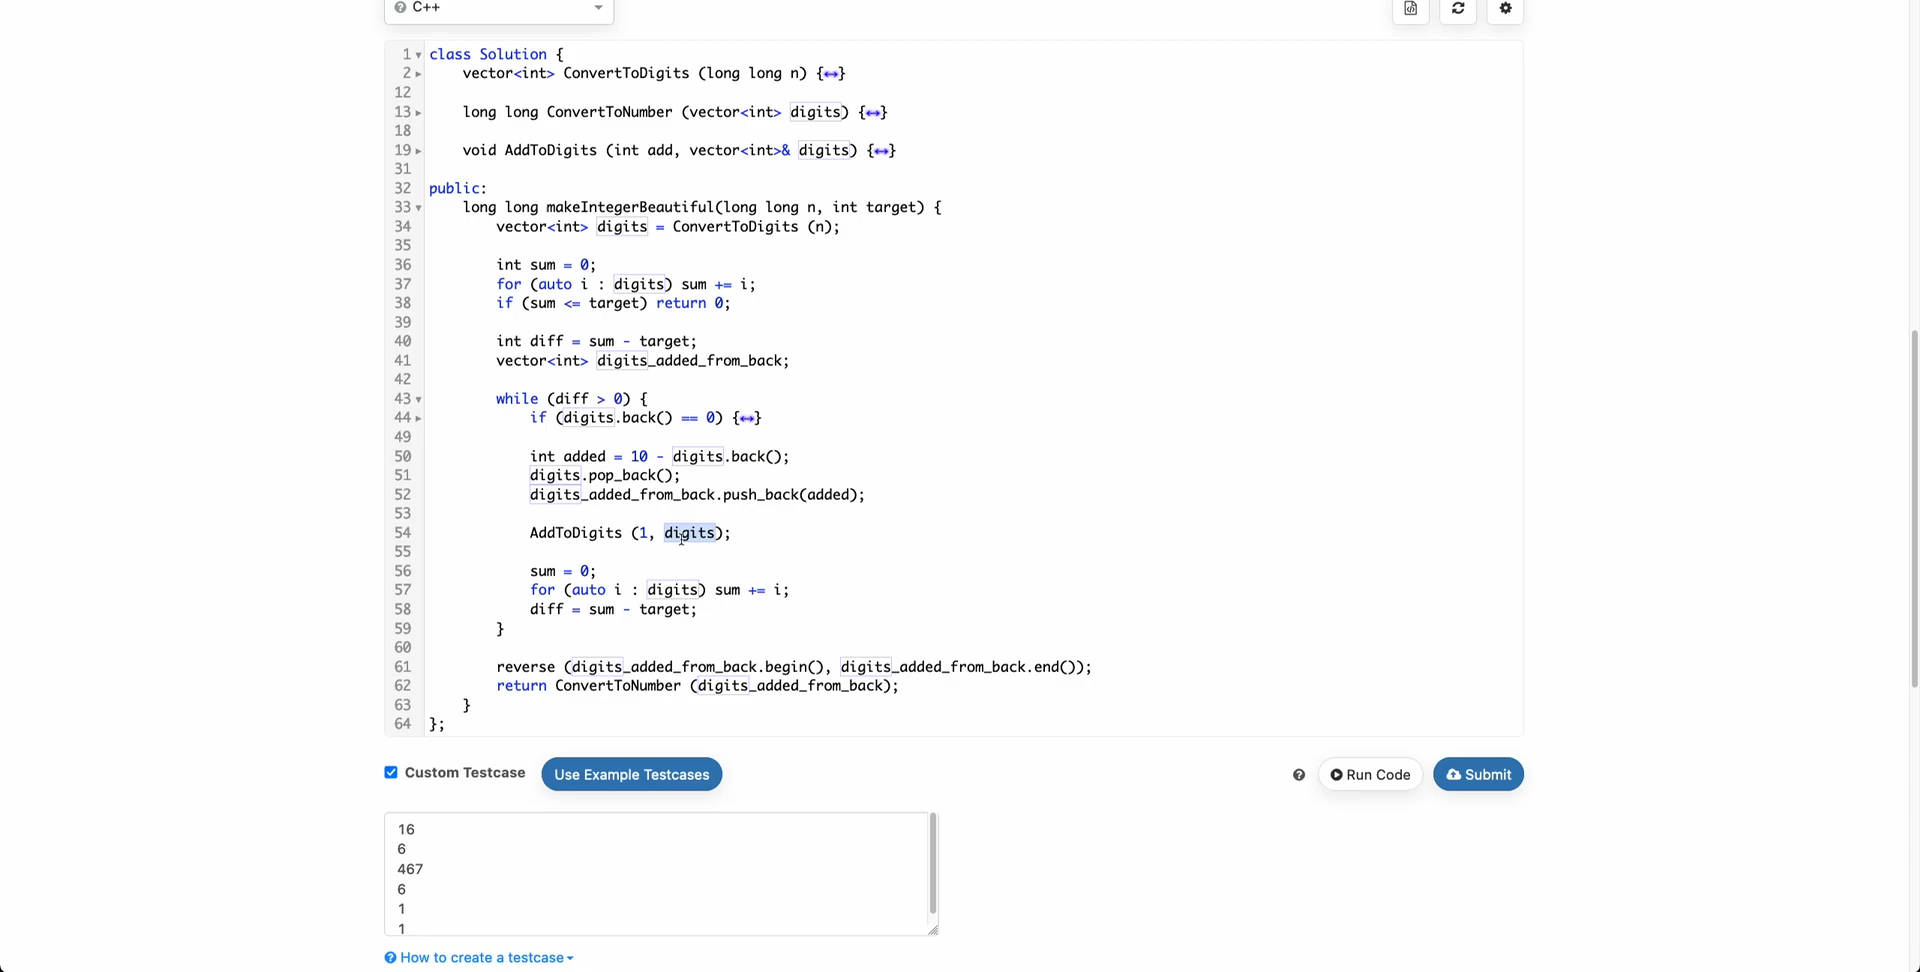 C++
1 class Solution {
2 vector<int> ConvertToDigits (long long n) {↔}
12
13 long long ConvertToNumber (vector<int> digits) {↔}
18
19 void AddToDigits (int add, vector<int>& digits) {↔}
31
32 public:
33 long long makeIntegerBeautiful(long long n, int target) {
34 vector<int> digits = ConvertToDigits (n);
35
36 int sum = 0;
37 for (auto i : digits) sum += i;
38 if (sum <= target) return 0;
39
40 int diff = sum - target;
41 vector<int> digits_added_from_back;
42
43 while (diff > 0) {
44 if (digits.back() == 0) {↔}
49
50 int added = 10 - digits.back();
51 digits.pop_back();
52 digits_added_from_back.push_back(added);
53
54 AddToDigits (1, digits);
55
56 sum = 0;
57 for (auto i : digits) sum += i;
58 diff = sum - target;
59 }
60
61 reverse (digits_added_from_back.begin(), digits_added_from_back.end());
62 return ConvertToNumber (digits_added_from_back);
63 }
64 };
Custom Testcase Use Example Testcases ? Run Code Submit
16
6
467
6
1
1
? How to create a testcase